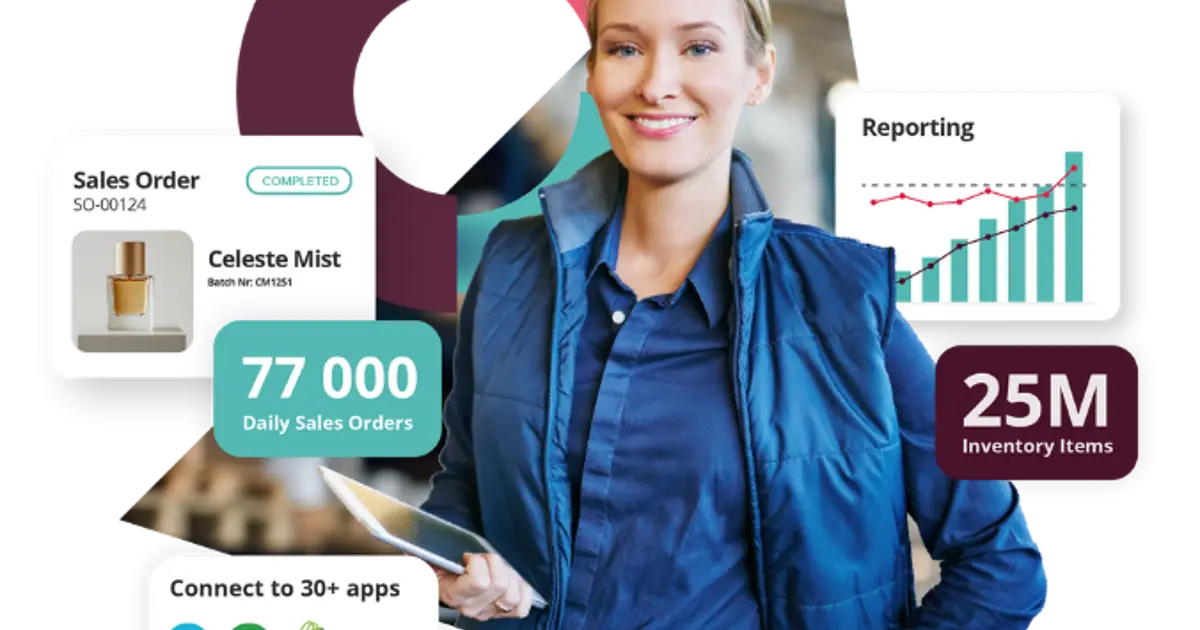 Sales Order
COMPLETED
SO-00124
Celeste Mist
Batch Nr: CM1251
77 000
Daily Sales Orders
Reporting
25M
Inventory Items
Connect to 30+ apps